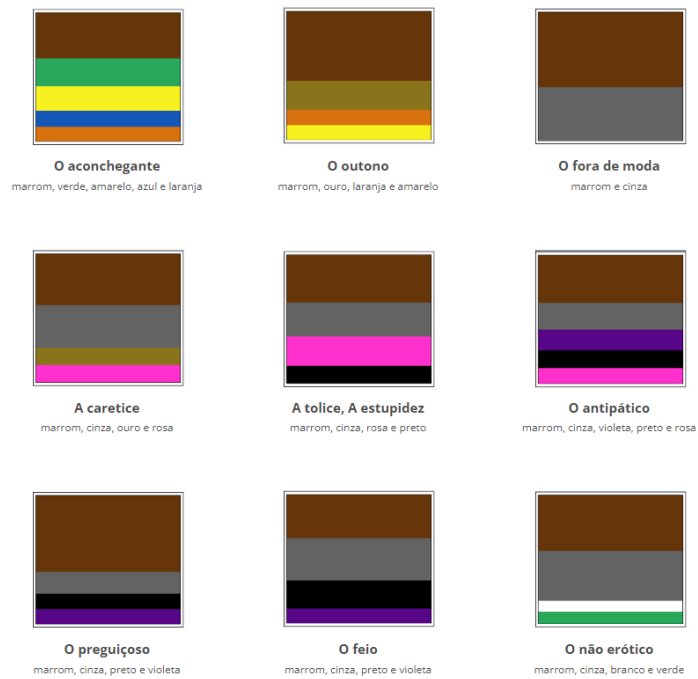 O aconchegante
marrom, verde, amarelo, azul e laranja
O outono
marrom, ouro, laranja e amarelo
O fora de moda
marrom e cinza
A caretice
marrom, cinza, ouro e rosa
A tolice, A estupidez
marrom, cinza, rosa e preto
O antipático
marrom, cinza, violeta, preto e rosa
O preguiçoso
marrom, cinza, preto e violeta
O feio
marrom, cinza, preto e violeta
O não erótico
marrom, cinza, branco e verde